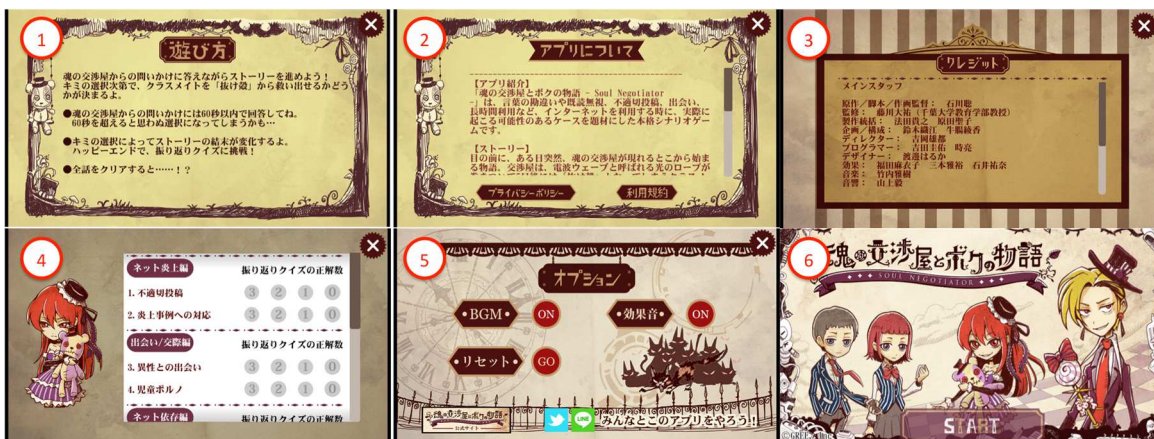 1
遊び方
魂の交渉屋からの問いかけに答えながらストーリーを進めよう！
キミの選択次第で、クラスメイトを「抜け殻」から救い出せるかどう
かが決まるよ。
●魂の交渉屋からの問いかけには60秒以内で回答してね。
60秒を超えると思わぬ選択になってしまうかも…
●キミの選択によってストーリーの結末が変化するよ。
ハッピーエンドで、振り返りクイズに挑戦！
●全話をクリアすると……！？
2
アプリについて
【アプリ紹介】
「魂の交渉屋とボクの物語 - Soul Negotiator
-」は、言葉の勘違いや既読無視、不適切投稿、出会い、
長時間利用など、インターネットを利用する時に、実際に
起こる可能性のあるケースを題材にした本格シナリオゲー
ムです。
【ストーリー】
目の前に、ある日突然、魂の交渉屋が現れるとこから始ま
る物語。交渉屋は、電波ウェーブと呼ばれる光のロープが
プライバシーポリシー
利用規約
3
クレジット
メインスタッフ
原作／脚本／作画監督： 石川聡
監修： 藤川大祐（千葉大学教育学部教授）
製作統括： 法田貴之 原田聖子
企画／構成： 鈴木織江 牛腸綾香
ディレクター： 吉岡雄郎
プログラマー： 吉田圭佑 時亮
デザイナー： 渡邉はるか
効果： 福田麻衣子 三本雅裕 石井祐奈
音楽： 竹内雅樹
音響： 山上毅
4
ネット炎上編 振り返りクイズの正解数
1. 不適切投稿 3 2 1 0
2. 炎上事例への対応 3 2 1 0
出会い/交際編 振り返りクイズの正解数
3. 異性との出会い 3 2 1 0
4. 児童ポルノ 3 2 1 0
ネット依存編 振り返りクイズの正解数
5
オプション
BGM ON
効果音 ON
リセット GO
魂の交渉屋とボクの物語
公式サイト
LINE
みんなとこのアプリをやろう!!
6
魂の交渉屋とボクの物語
SOUL NEGOTIATOR
START